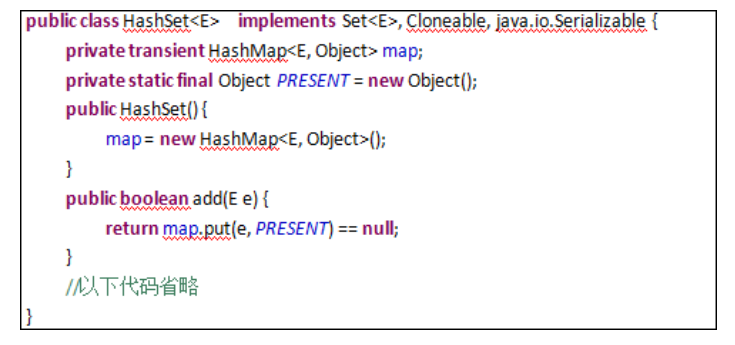 public class HashSet<E> implements Set<E>, Cloneable, java.io.Serializable {
private transient HashMap<E, Object> map;
private static final Object PRESENT = new Object();
public HashSet() {
map = new HashMap<E, Object>();
}
public boolean add(E e) {
return map.put(e, PRESENT) == null;
}
//以下代码省略
}